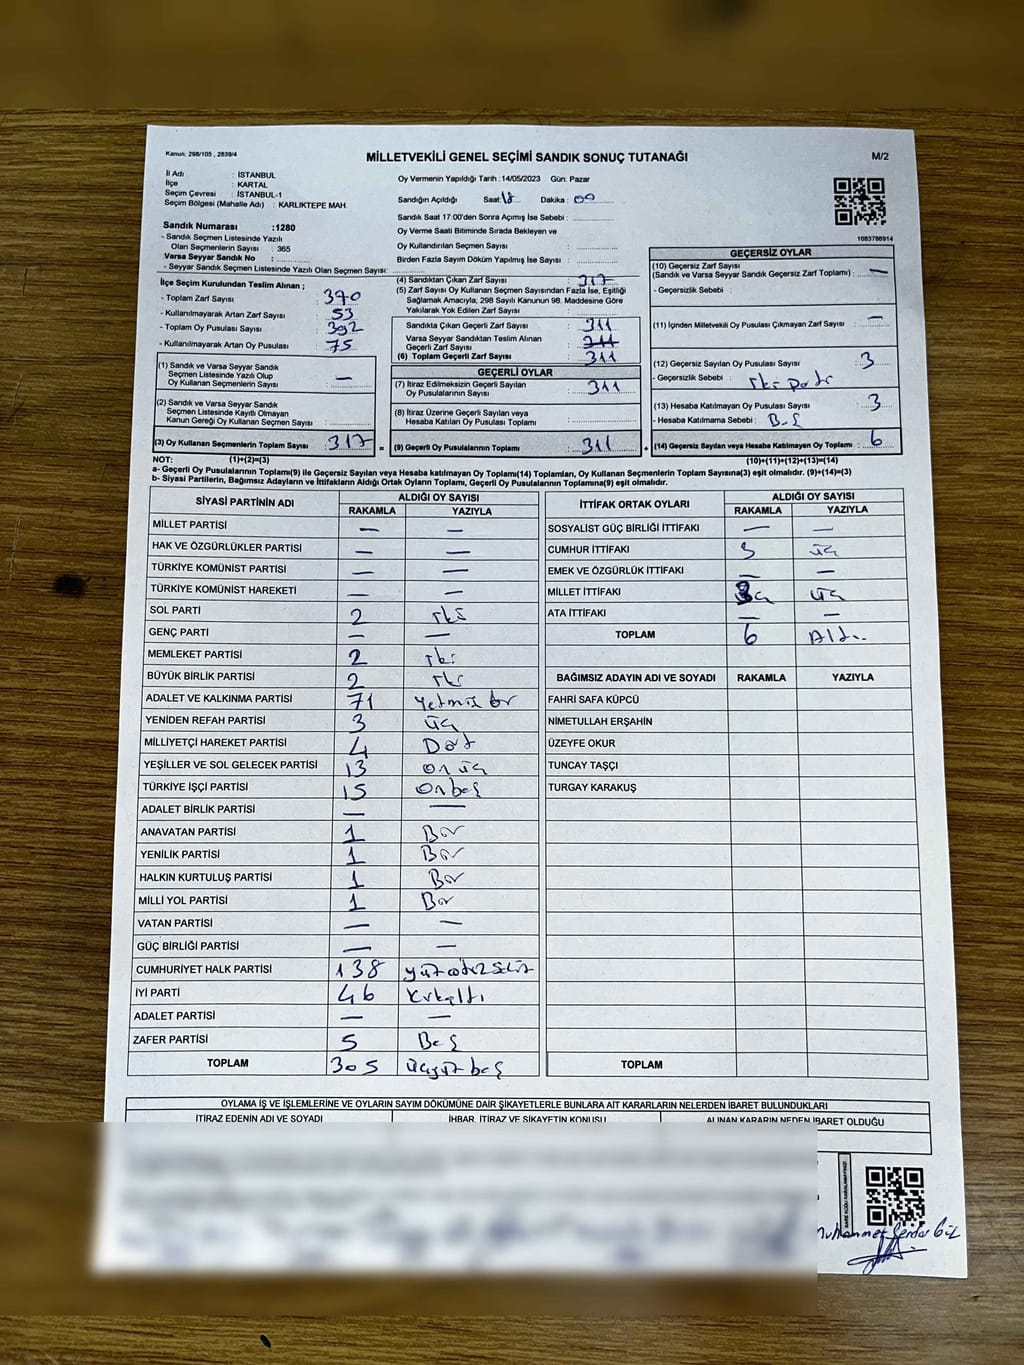 Kanun: 298/105 , 2839/4
MİLLETVEKİLİ GENEL SEÇİMİ SANDIK SONUÇ TUTANAĞI
M/2
İl Adı : İSTANBUL
İlçe : KARTAL
Seçim Çevresi : İSTANBUL-1
Seçim Bölgesi (Mahalle Adı) : KARLIKTEPE MAH.
Oy Vermenin Yapıldığı Tarih :14/05/2023 Gün: Pazar
Sandığın Açıldığı Saat: 18 Dakika : 00
Sandık Saat 17:00'den Sonra Açımış İse Sebebi :
Oy Verme Saati Bitiminde Sırada Bekleyen ve
Oy Kullandırılan Seçmen Sayısı :
Birden Fazla Sayım Döküm Yapılmış İse Sayısı :
1083786914
Sandık Numarası :1280
- Sandık Seçmen Listesinde Yazılı
Olan Seçmenlerin Sayısı : 365
Varsa Seyyar Sandık No :
- Seyyar Sandık Seçmen Listesinde Yazılı Olan Seçmen Sayısı:
İlçe Seçim Kurulundan Teslim Alınan ;
- Toplam Zarf Sayısı : 370
- Kullanılmayarak Artan Zarf Sayısı : 53
- Toplam Oy Pusulası Sayısı : 392
- Kullanılmayarak Artan Oy Pusulası : 75
(1) Sandık ve Varsa Seyyar Sandık
Seçmen Listesinde Yazılı Olup
Oy Kullanan Seçmenlerin Sayısı : —
(2) Sandık ve Varsa Seyyar Sandık
Seçmen Listesinde Kayıtlı Olmayan
Kanun Gereği Oy Kullanan Seçmen Sayısı :
(3) Oy Kullanan Seçmenlerin Toplam Sayısı : 317
(4) Sandıktan Çıkan Zarf Sayısı : 317
(5) Zarf Sayısı Oy Kullanan Seçmen Sayısından Fazla İse, Eşitliği
Sağlamak Amacıyla; 298 Sayılı Kanunun 98. Maddesine Göre
Yakılarak Yok Edilen Zarf Sayısı :
Sandıkta Çıkan Geçerli Zarf Sayısı : 311
Varsa Seyyar Sandıktan Teslim Alınan
Geçerli Zarf Sayısı : 311
(6) Toplam Geçerli Zarf Sayısı : 311
GEÇERLİ OYLAR
(7) İtiraz Edilmeksizin Geçerli Sayılan
Oy Pusulalarının Sayısı : 311
(8) İtiraz Üzerine Geçerli Sayılan veya
Hesaba Katılan Oy Pusulaları Toplamı :
= (9) Geçerli Oy Pusulalarının Toplamı : 311
GEÇERSİZ OYLAR
(10) Geçersiz Zarf Sayısı
(Sandık ve Varsa Seyyar Sandık Geçersiz Zarf Toplamı) : —
- Geçersizlik Sebebi :
(11) İçinden Milletvekili Oy Pusulası Çıkmayan Zarf Sayısı : —
(12) Geçersiz Sayılan Oy Pusulası Sayısı : 3
- Geçersizlik Sebebi :
(13) Hesaba Katılmayan Oy Pusulası Sayısı : 3
- Hesaba Katılmama Sebebi :
+ (14) Geçersiz Sayılan veya Hesaba Katılmayan Oy Toplamı : 6
NOT: (1)+(2)=(3) (10)+(11)+(12)+(13)=(14)
a- Geçerli Oy Pusulalarının Toplamı(9) ile Geçersiz Sayılan veya Hesaba katılmayan Oy Toplamı(14) Toplamları, Oy Kullanan Seçmenlerin Toplam Sayısına(3) eşit olmalıdır. (9)+(14)=(3)
b- Siyasi Partilerin, Bağımsız Adayların ve İttifakların Aldığı Ortak Oyların Toplamı, Geçerli Oy Pusulalarının Toplamına(9) eşit olmalıdır.
SİYASİ PARTİNİN ADI ALDIĞI OY SAYISI
RAKAMLA YAZIYLA
MİLLET PARTİSİ — —
HAK VE ÖZGÜRLÜKLER PARTİSİ — —
TÜRKİYE KOMÜNİST PARTİSİ — —
TÜRKİYE KOMÜNİST HAREKETİ — —
SOL PARTİ 2 iki
GENÇ PARTİ — —
MEMLEKET PARTİSİ 2 iki
BÜYÜK BİRLİK PARTİSİ 2 iki
ADALET VE KALKINMA PARTİSİ 71 Yetmiş bir
YENİDEN REFAH PARTİSİ 3 üç
MİLLİYETÇİ HAREKET PARTİSİ 4 Dört
YEŞİLLER VE SOL GELECEK PARTİSİ 13 onüç
TÜRKİYE İŞÇİ PARTİSİ 15 Onbeş
ADALET BİRLİK PARTİSİ — —
ANAVATAN PARTİSİ 1 Bir
YENİLİK PARTİSİ 1 Bir
HALKIN KURTULUŞ PARTİSİ 1 Bir
MİLLİ YOL PARTİSİ 1 Bir
VATAN PARTİSİ — —
GÜÇ BİRLİĞİ PARTİSİ — —
CUMHURİYET HALK PARTİSİ 138 yüzotuzsekiz
İYİ PARTİ 46 Kırkaltı
ADALET PARTİSİ — —
ZAFER PARTİSİ 5 Beş
TOPLAM 305 üçyüzbeş
İTTİFAK ORTAK OYLARI ALDIĞI OY SAYISI
RAKAMLA YAZIYLA
SOSYALİST GÜÇ BİRLİĞİ İTTİFAKI — —
CUMHUR İTTİFAKI 3 üç
EMEK VE ÖZGÜRLÜK İTTİFAKI — —
MİLLET İTTİFAKI 3 üç
ATA İTTİFAKI —
TOPLAM 6 Altı
BAĞIMSIZ ADAYIN ADI VE SOYADI RAKAMLA YAZIYLA
FAHRİ SAFA KÜPCÜ
NİMETULLAH ERŞAHİN
ÜZEYFE OKUR
TUNCAY TAŞÇI
TURGAY KARAKUŞ
TOPLAM
OYLAMA İŞ VE İŞLEMLERİNE VE OYLARIN SAYIM DÖKÜMÜNE DAİR ŞİKAYETLERLE BUNLARA AİT KARARLARIN NELERDEN İBARET BULUNDUKLARI
İTİRAZ EDENİN ADI VE SOYADI İHBAR, İTİRAZ VE ŞİKAYETİN KONUSU ALINAN KARARIN NEDEN İBARET OLDUĞU
KARE KODU KARALAMAYINIZ!
Muhammet Serdar Gül